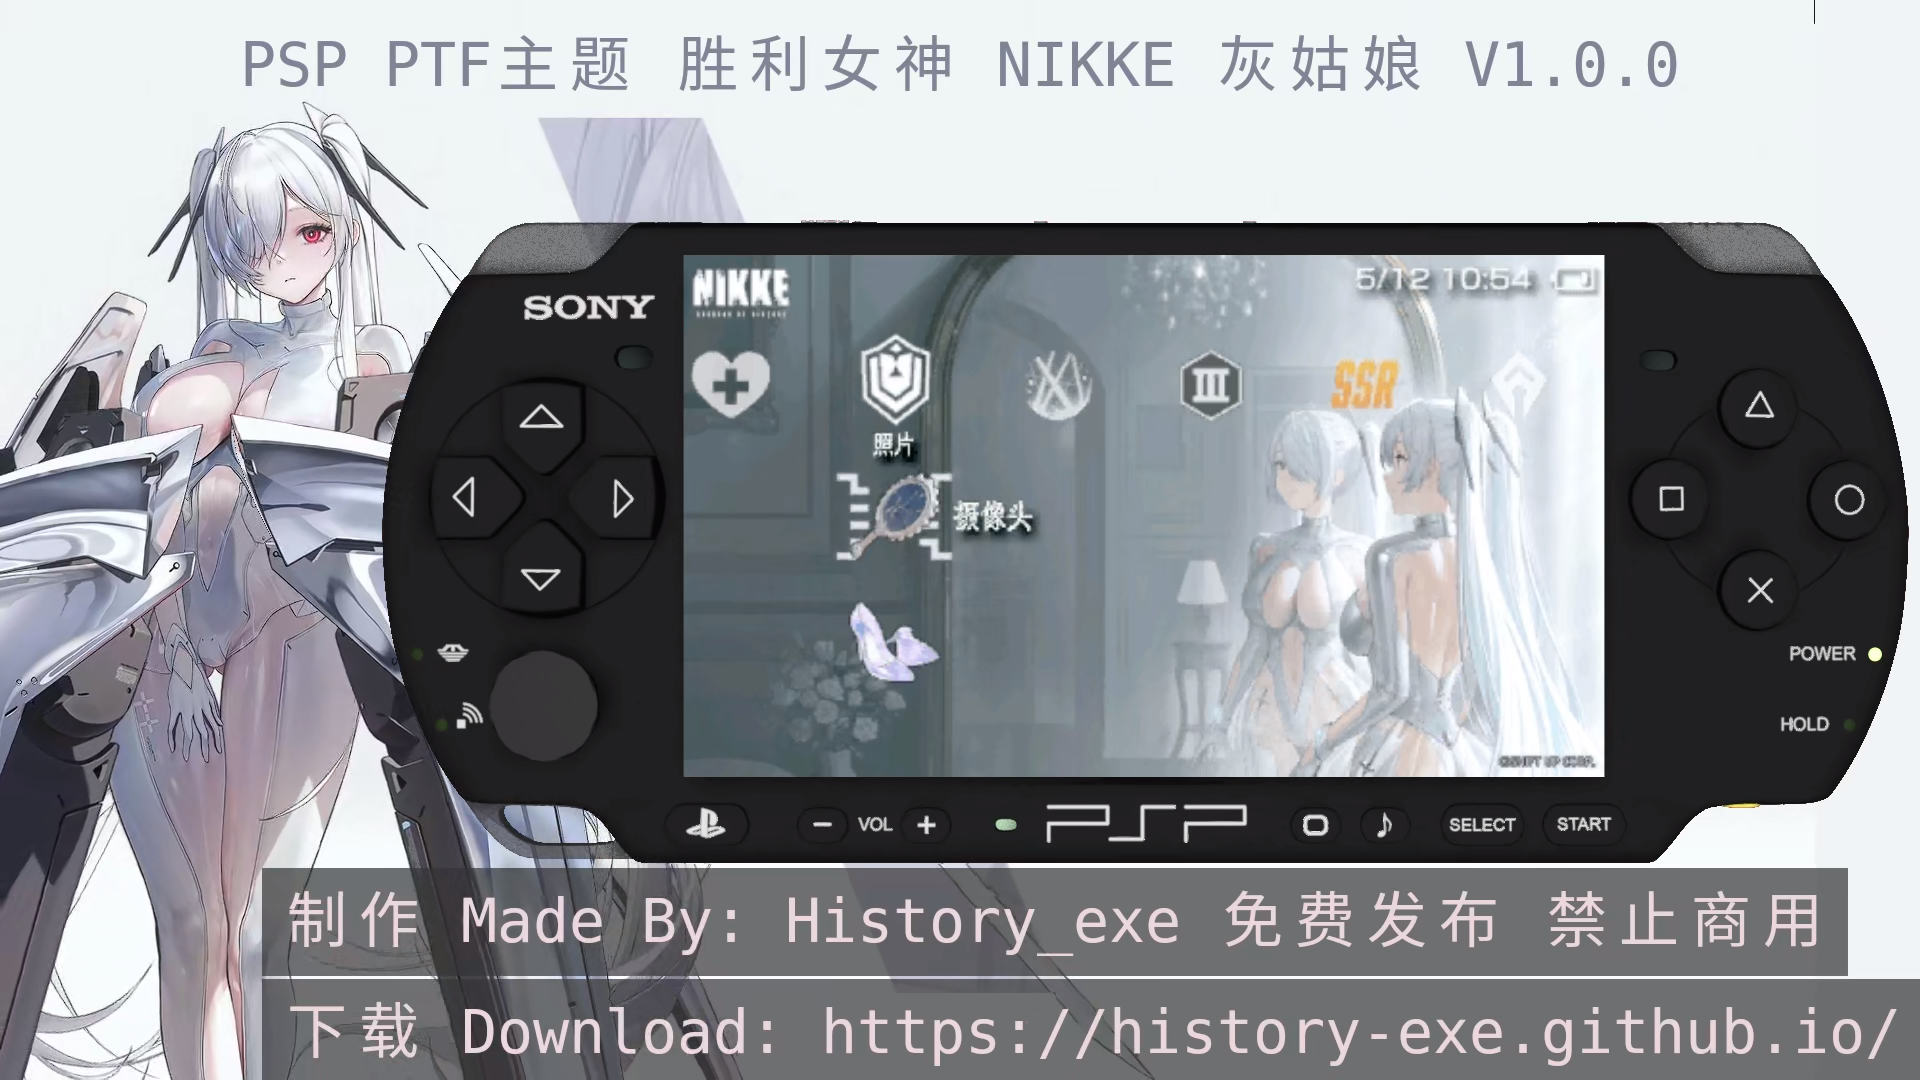 PSP PTF主题 胜利女神 NIKKE 灰姑娘 V1.0.0
SONY
NIKKE
5/12 10:54
SSR
照片
摄像头
POWER
HOLD
VOL
PSP
SELECT
START
制作 Made By: History_exe 免费发布 禁止商用
下载 Download: https://history-exe.github.io/